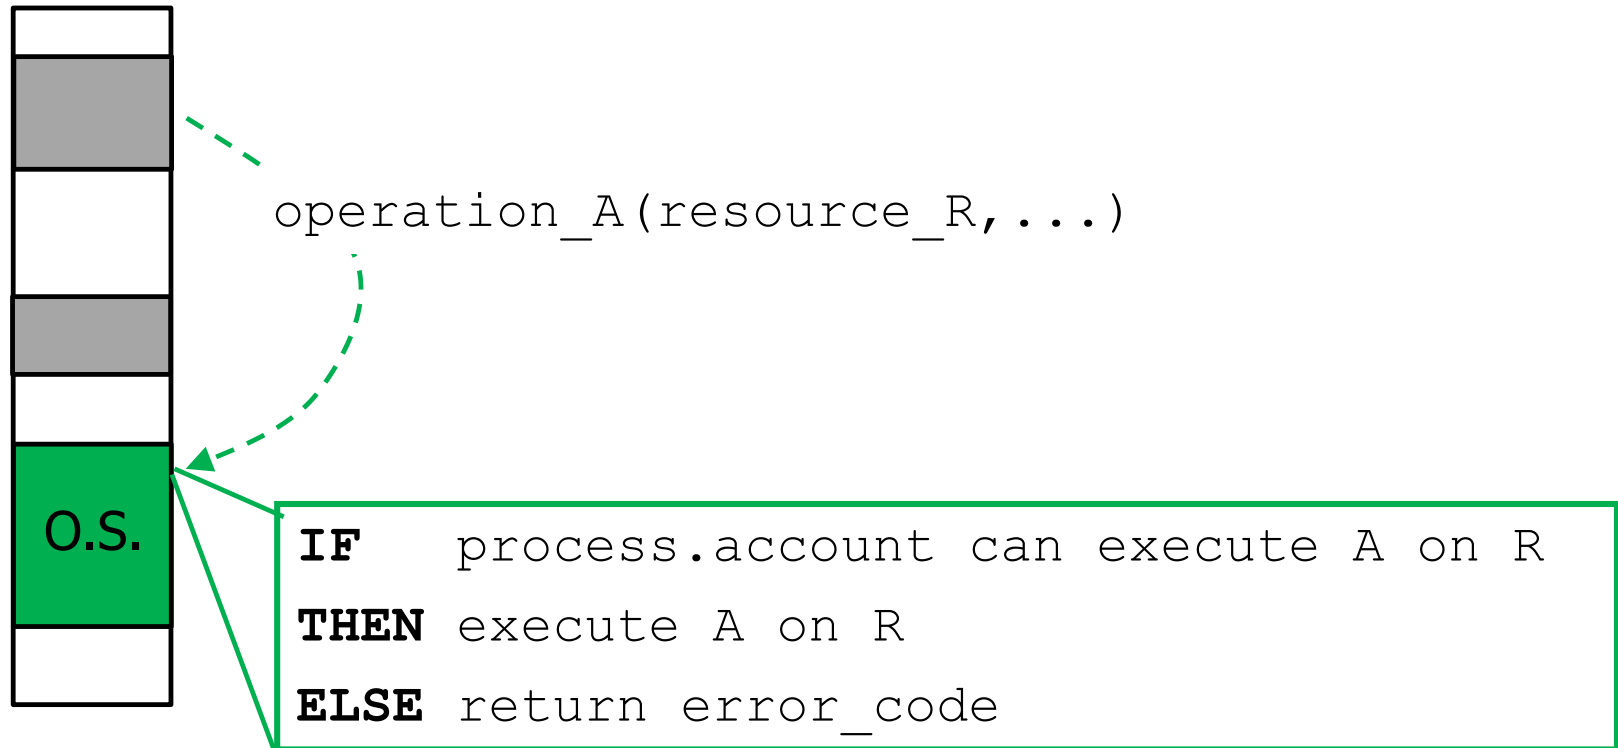 operation_A(resource_R,...)
O.S.
IF process.account can execute A on R
THEN execute A on R
ELSE return error_code